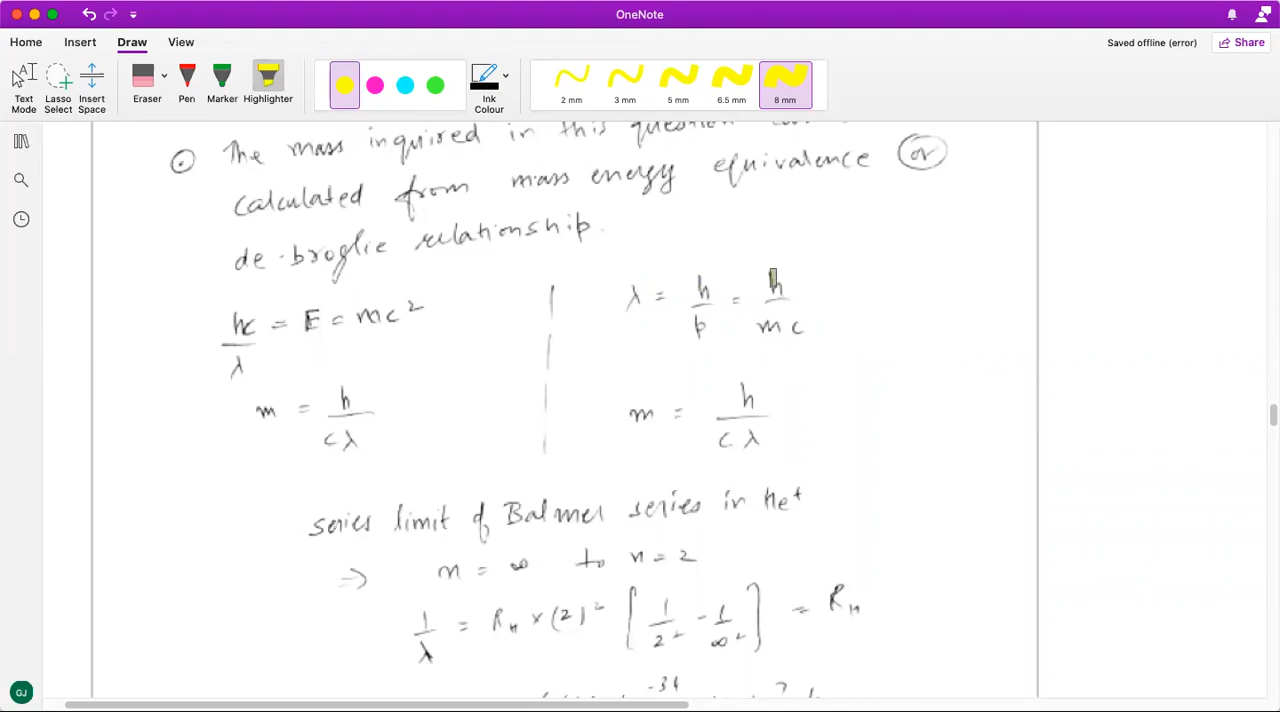 OneNote
Home Insert Draw View
Saved offline (error) Share
Text Mode
Lasso Select
Insert Space
Eraser
Pen
Marker
Highlighter
Ink Colour
2 mm 3 mm 5 mm 6.5 mm 8 mm
⊙ The mass inquired in this question
calculated from mass energy equivalence or
de-broglie relationship.
hc/λ = E = mc²
λ = h/p = h/mc
m = h/cλ
m = h/cλ
series limit of Balmer series in He⁺
⇒ n = ∞ to n = 2
1/λ = R_H × (2)² [1/2² - 1/∞²] = R_H
GJ